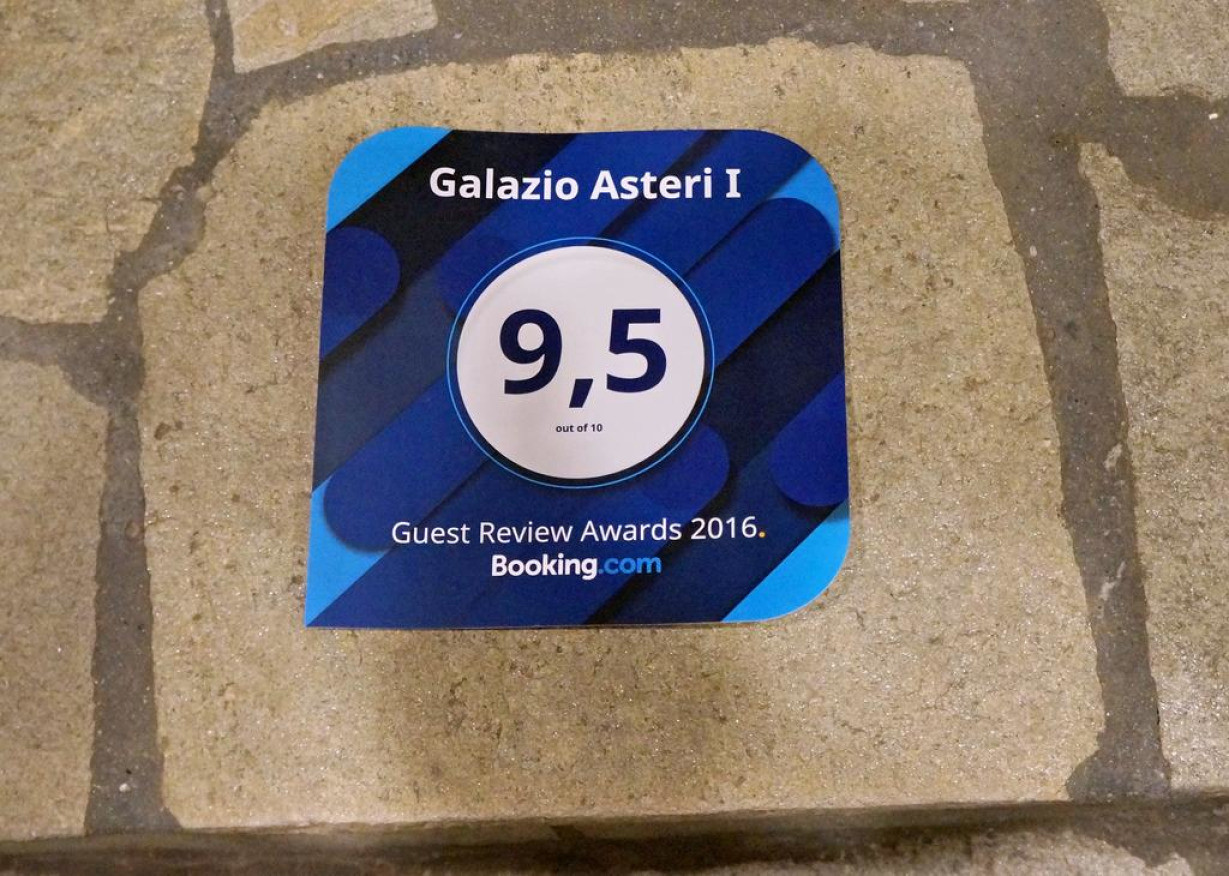 Galazio Asteri I
9,5
out of 10
Guest Review Awards 2016.
Booking.com